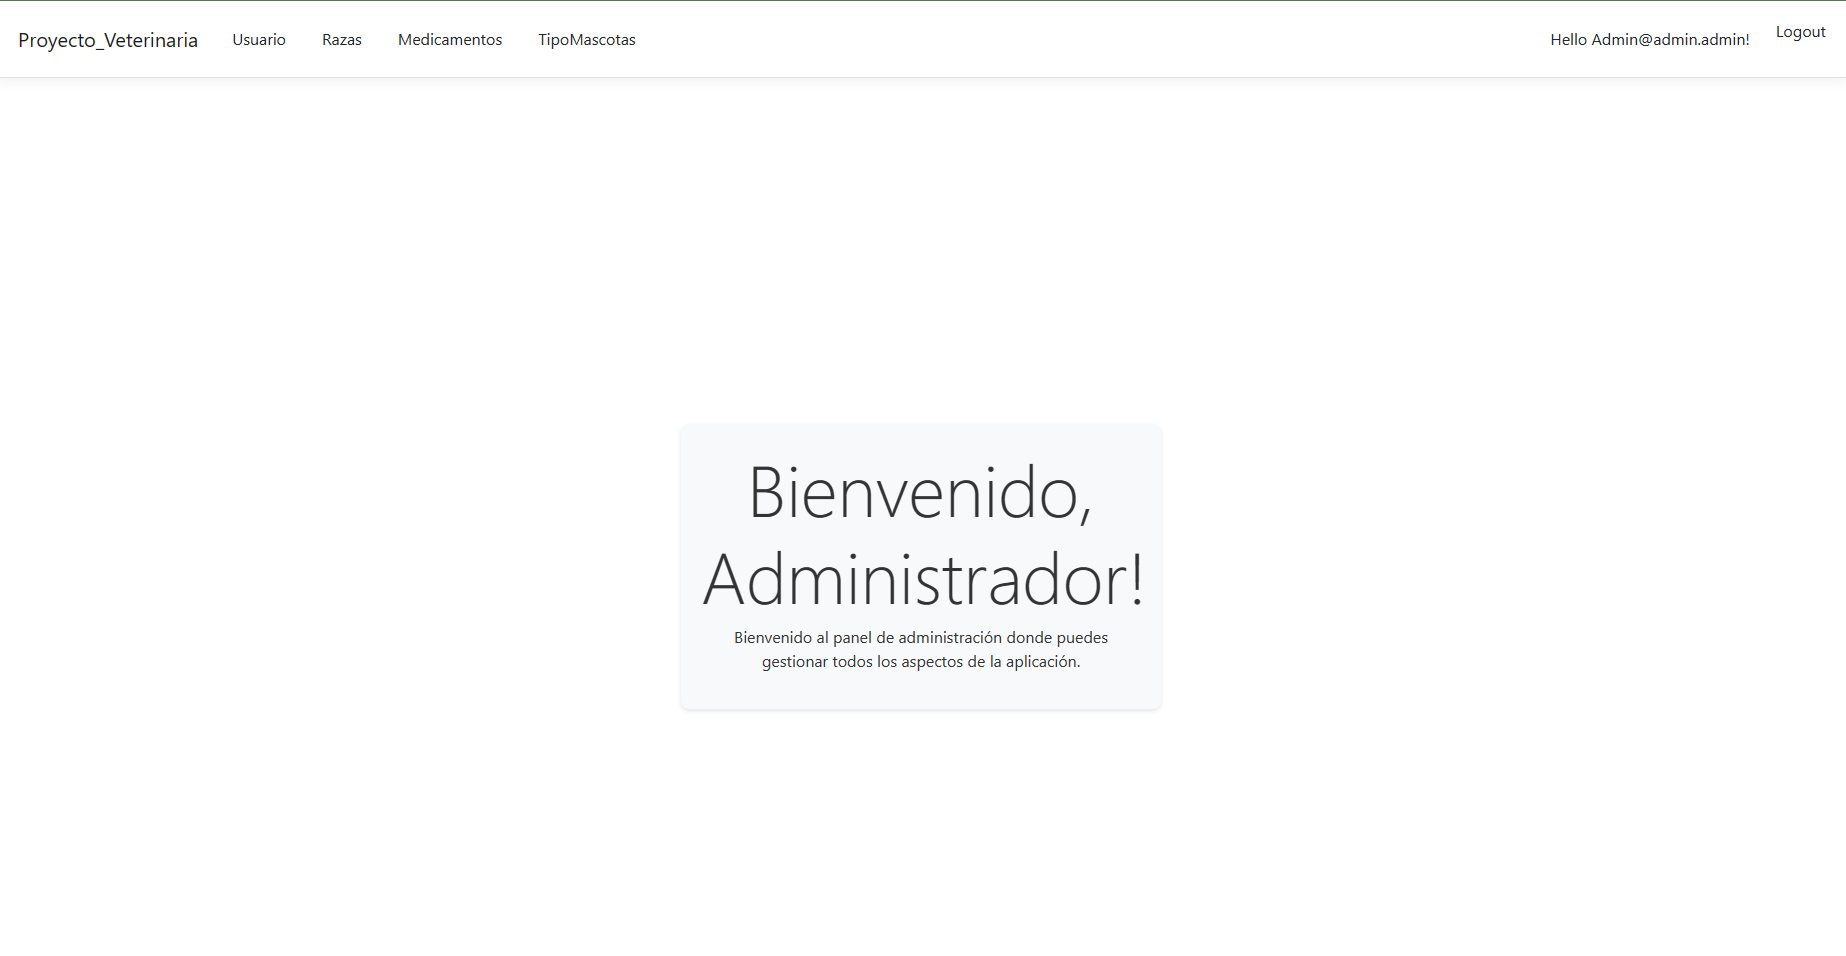 Proyecto_Veterinaria Usuario Razas Medicamentos TipoMascotas Hello Admin@admin.admin! Logout
Bienvenido,
Administrador!
Bienvenido al panel de administración donde puedes
gestionar todos los aspectos de la aplicación.